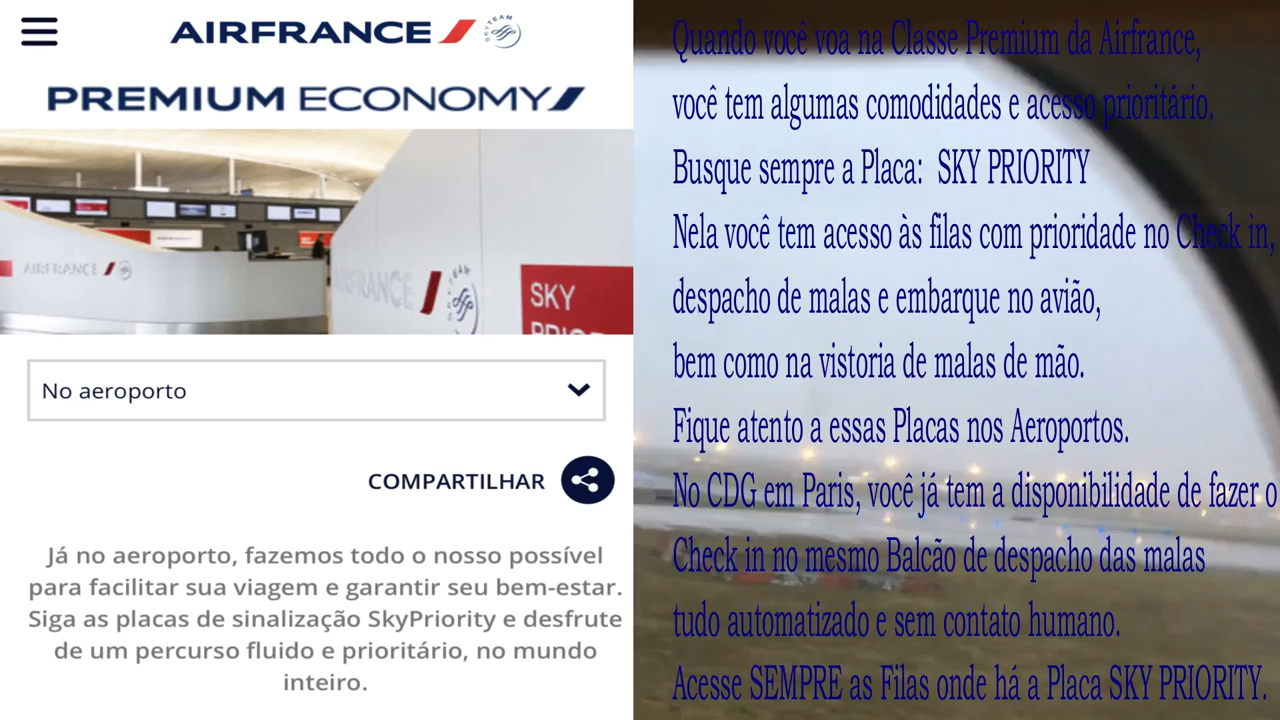 AIRFRANCE
SKYTEAM
PREMIUM ECONOMY
AIRFRANCE
AIRFRANCE
SKYTEAM
SKY
No aeroporto
COMPARTILHAR
Já no aeroporto, fazemos todo o nosso possível
para facilitar sua viagem e garantir seu bem-estar.
Siga as placas de sinalização SkyPriority e desfrute
de um percurso fluido e prioritário, no mundo
inteiro.
Quando você voa na Classe Premium da Airfrance,
você tem algumas comodidades e acesso prioritário.
Busque sempre a Placa: SKY PRIORITY
Nela você tem acesso às filas com prioridade no Check in,
despacho de malas e embarque no avião,
bem como na vistoria de malas de mão.
Fique atento a essas Placas nos Aeroportos.
No CDG em Paris, você já tem a disponibilidade de fazer o
Check in no mesmo Balcão de despacho das malas
tudo automatizado e sem contato humano.
Acesse SEMPRE as Filas onde há a Placa SKY PRIORITY.